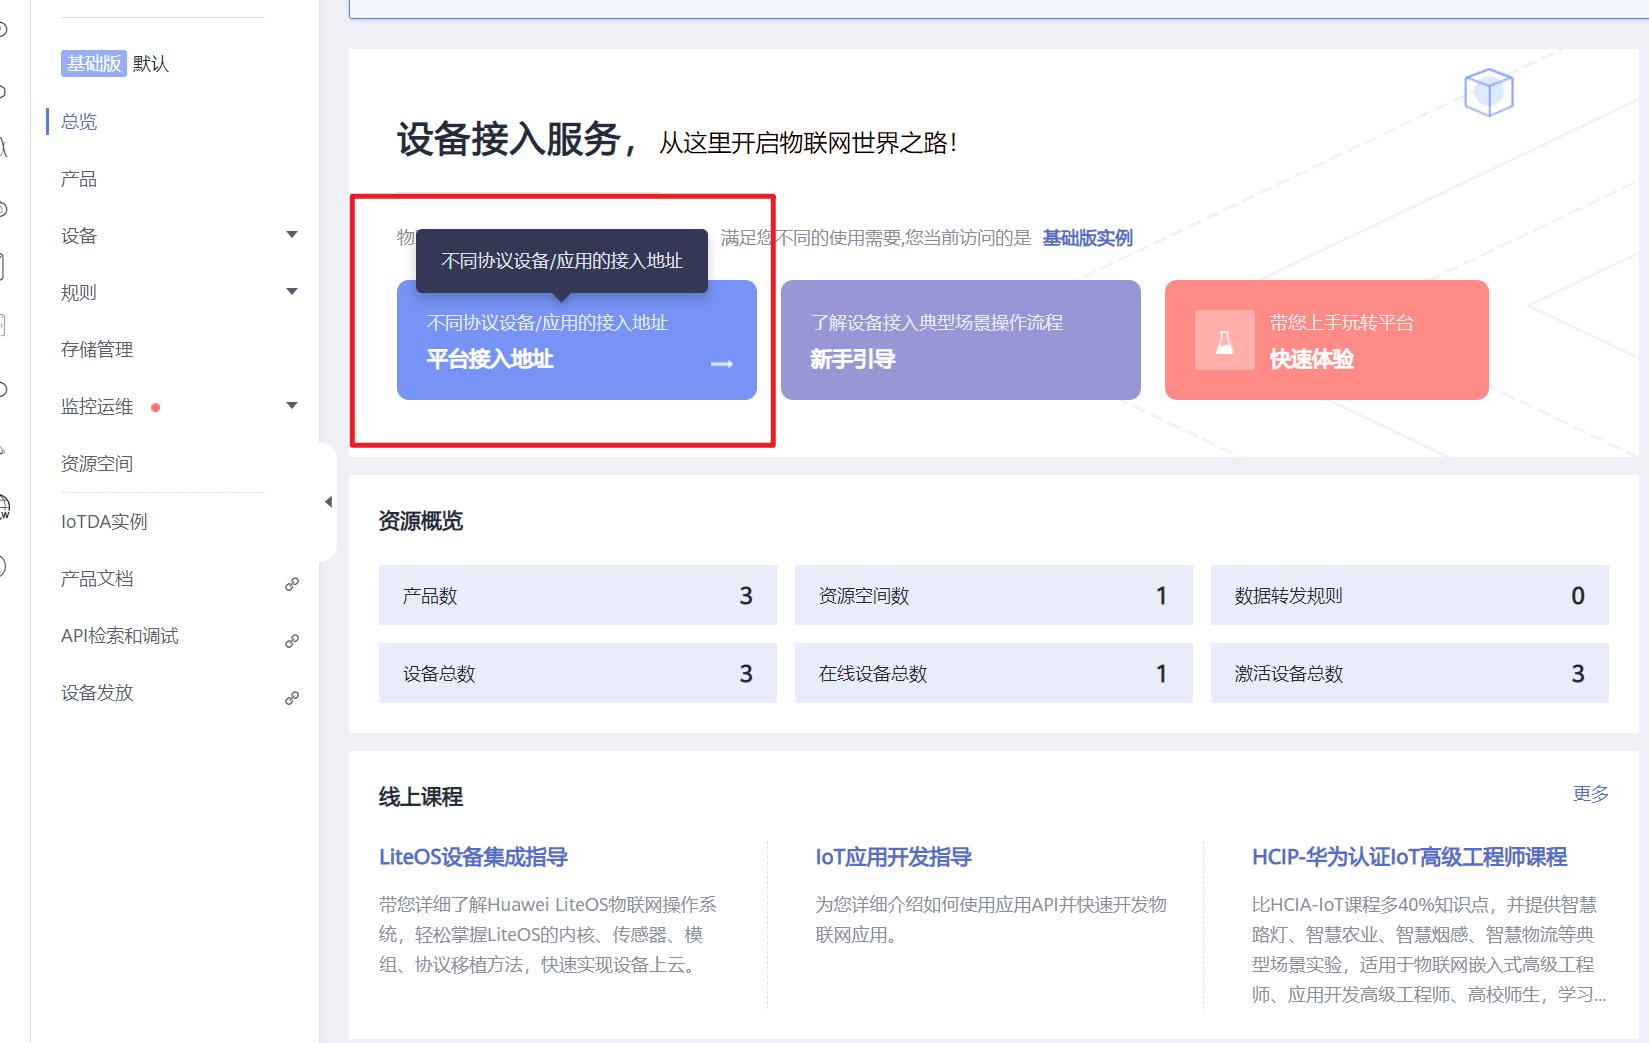 基础版 默认
总览
产品
设备
规则
存储管理
监控运维
资源空间
IoTDA实例
产品文档
API检索和调试
设备发放
设备接入服务，从这里开启物联网世界之路！
物
满足您不同的使用需要,您当前访问的是 基础版实例
不同协议设备/应用的接入地址
不同协议设备/应用的接入地址
平台接入地址
了解设备接入典型场景操作流程
新手引导
带您上手玩转平台
快速体验
资源概览
产品数 3
资源空间数 1
数据转发规则 0
设备总数 3
在线设备总数 1
激活设备总数 3
线上课程
更多
LiteOS设备集成指导
带您详细了解Huawei LiteOS物联网操作系
统，轻松掌握LiteOS的内核、传感器、模
组、协议移植方法，快速实现设备上云。
IoT应用开发指导
为您详细介绍如何使用应用API并快速开发物
联网应用。
HCIP-华为认证IoT高级工程师课程
比HCIA-IoT课程多40%知识点，并提供智慧
路灯、智慧农业、智慧烟感、智慧物流等典
型场景实验，适用于物联网嵌入式高级工程
师、应用开发高级工程师、高校师生，学习...